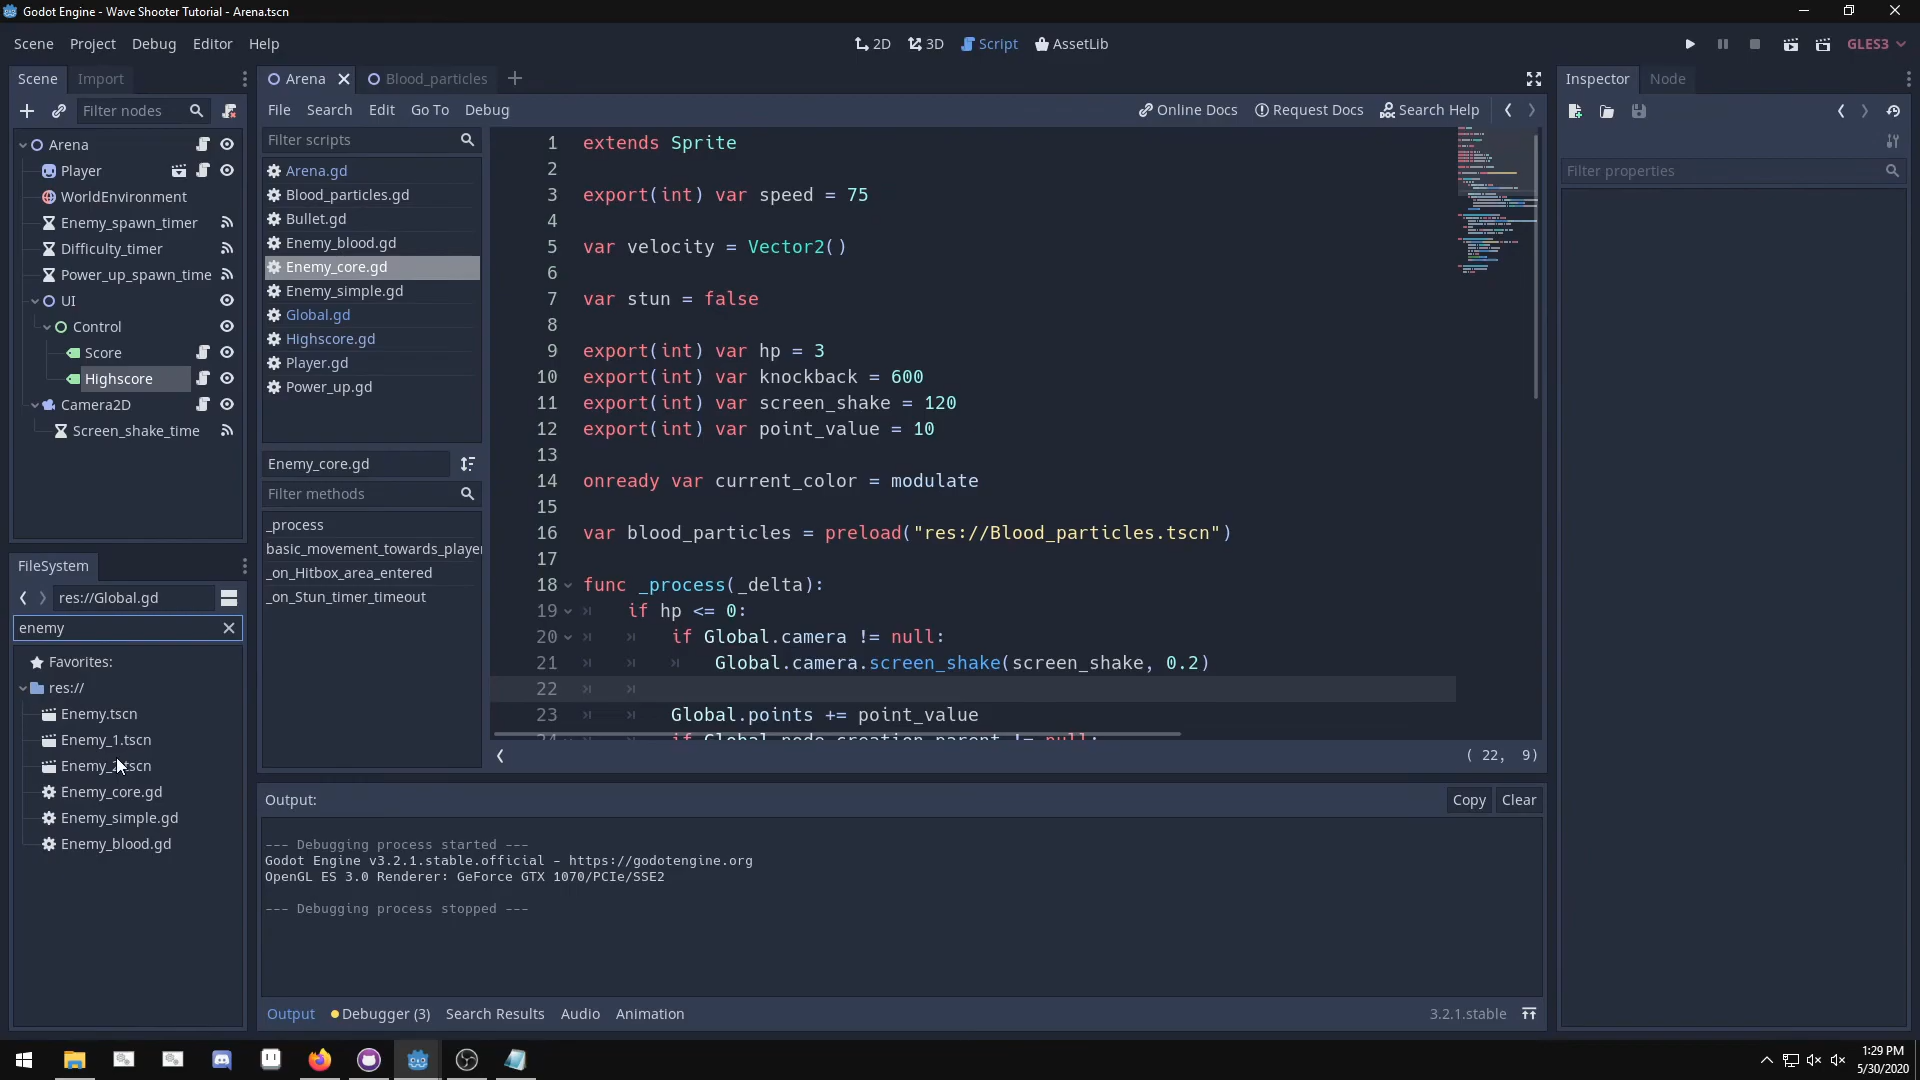 Godot Engine - Wave Shooter Tutorial - Arena.tscn
Scene Project Debug Editor Help
2D 3D Script AssetLib
GLES3
Scene Import
Filter nodes
Arena
Player
WorldEnvironment
Enemy_spawn_timer
Difficulty_timer
Power_up_spawn_time
UI
Control
Score
Highscore
Camera2D
Screen_shake_time
FileSystem
res://Global.gd
enemy
Favorites:
res://
Enemy.tscn
Enemy_1.tscn
Enemy_2.tscn
Enemy_core.gd
Enemy_simple.gd
Enemy_blood.gd
Arena Blood_particles
File Search Edit Go To Debug
Online Docs Request Docs Search Help
Filter scripts
Arena.gd
Blood_particles.gd
Bullet.gd
Enemy_blood.gd
Enemy_core.gd
Enemy_simple.gd
Global.gd
Highscore.gd
Player.gd
Power_up.gd
Enemy_core.gd
Filter methods
_process
basic_movement_towards_player
_on_Hitbox_area_entered
_on_Stun_timer_timeout
1 extends Sprite
2
3 export(int) var speed = 75
4
5 var velocity = Vector2()
6
7 var stun = false
8
9 export(int) var hp = 3
10 export(int) var knockback = 600
11 export(int) var screen_shake = 120
12 export(int) var point_value = 10
13
14 onready var current_color = modulate
15
16 var blood_particles = preload("res://Blood_particles.tscn")
17
18 func _process(_delta):
19 if hp <= 0:
20 if Global.camera != null:
21 Global.camera.screen_shake(screen_shake, 0.2)
22
23 Global.points += point_value
24 if Global.node_creation_parent != null:
( 22, 9)
Output:
Copy Clear
--- Debugging process started ---
Godot Engine v3.2.1.stable.official - https://godotengine.org
OpenGL ES 3.0 Renderer: GeForce GTX 1070/PCIe/SSE2
--- Debugging process stopped ---
Output Debugger (3) Search Results Audio Animation
3.2.1.stable
Inspector Node
Filter properties
1:29 PM
5/30/2020